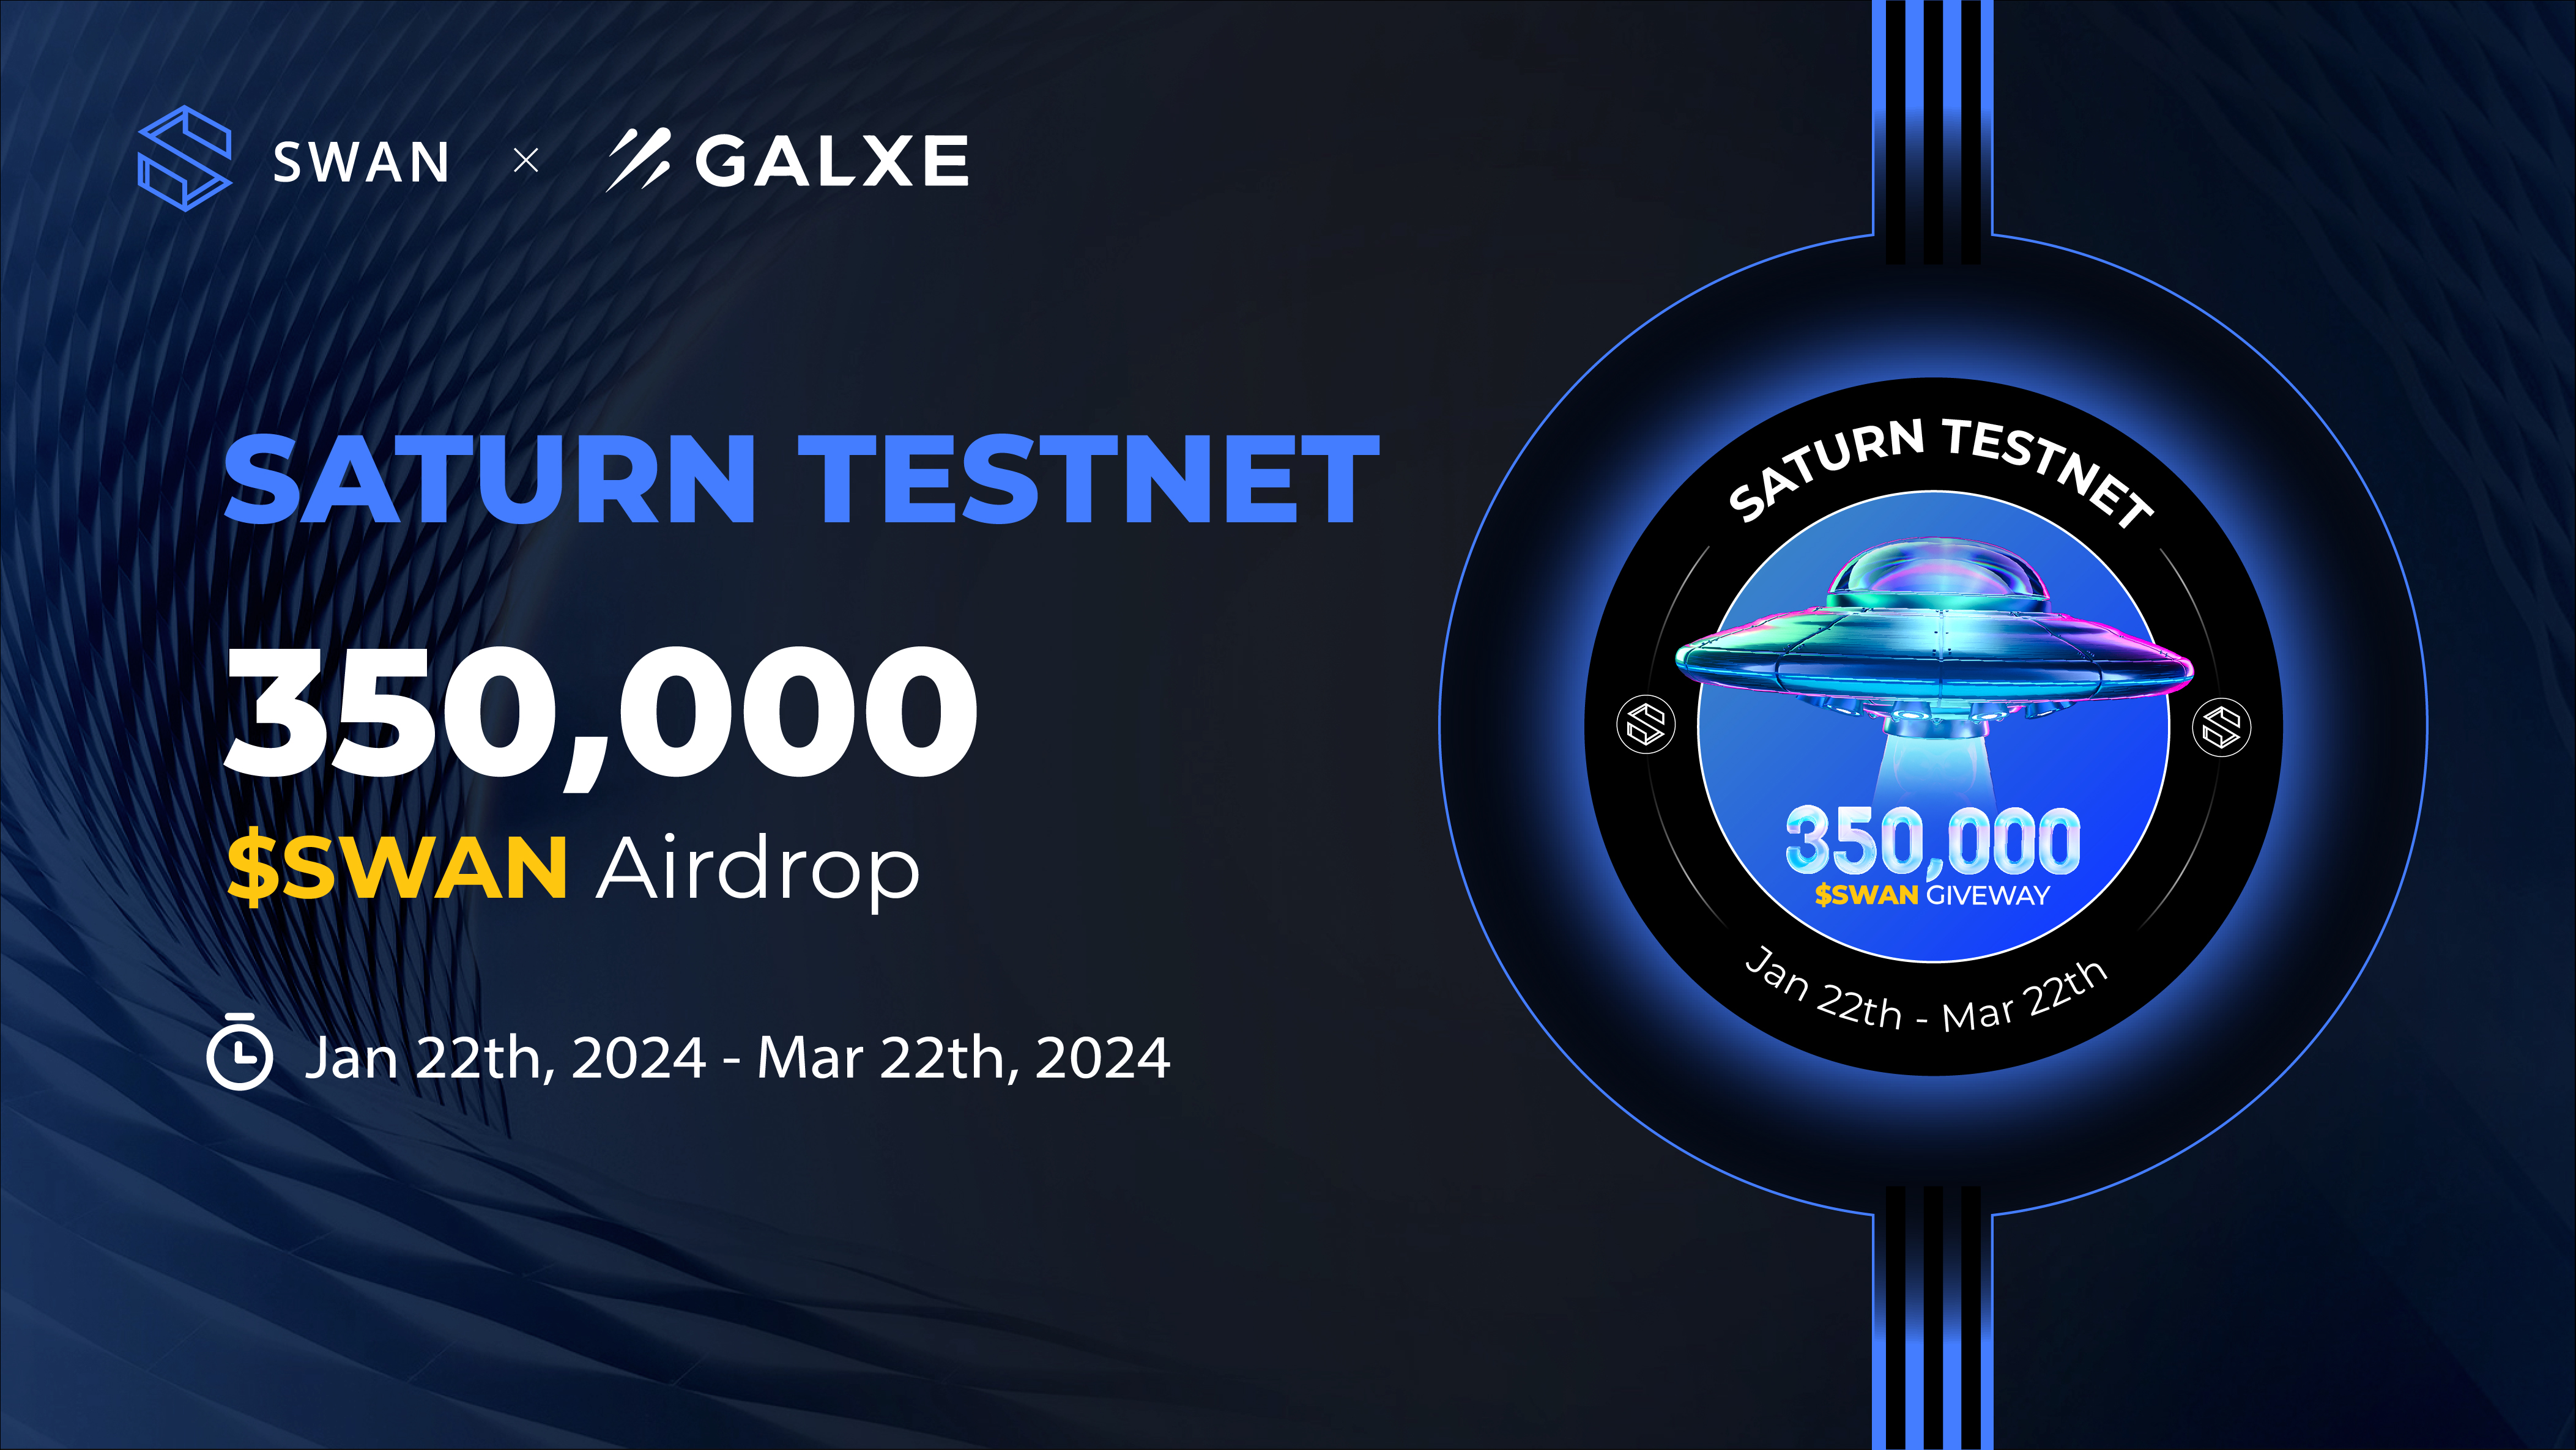 SWAN × GALXE
SATURN TESTNET
350,000
$SWAN Airdrop
Jan 22th, 2024 - Mar 22th, 2024
SATURN TESTNET
350,000
$SWAN GIVEWAY
Jan 22th - Mar 22th